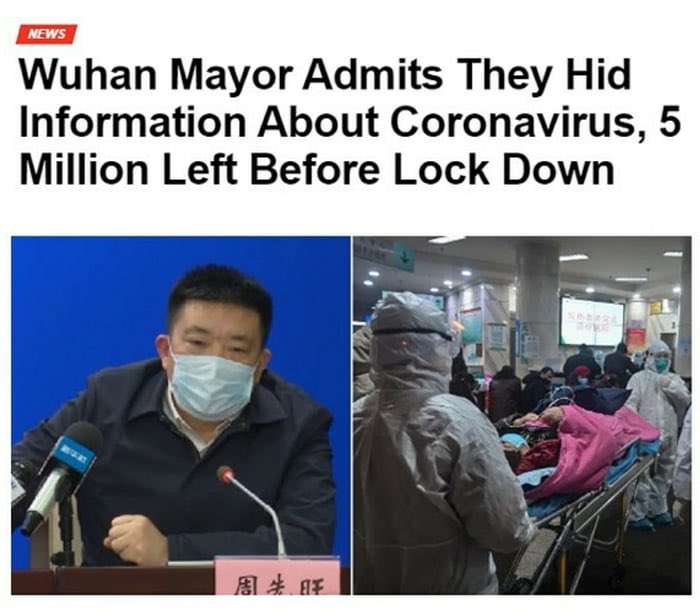 NEWS
Wuhan Mayor Admits They Hid
Information About Coronavirus, 5
Million Left Before Lock Down
周先旺